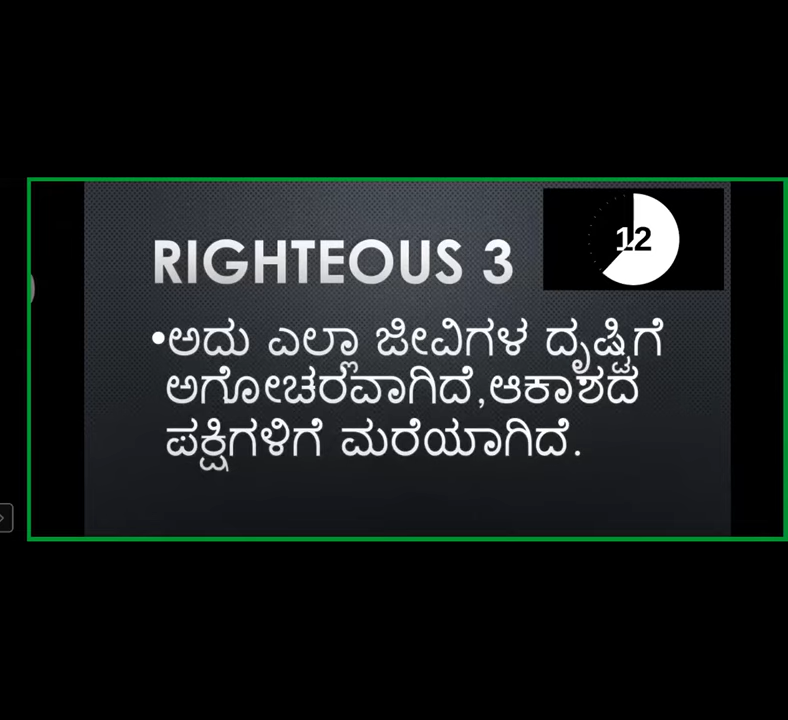 RIGHTEOUS 3
12
•ಅದು ಎಲ್ಲಾ ಜೀವಿಗಳ ದೃಷ್ಟಿಗೆ
ಅಗೋಚರವಾಗಿದೆ,ಆಕಾಶದ
ಪಕ್ಷಿಗಳಿಗೆ ಮರೆಯಾಗಿದೆ.